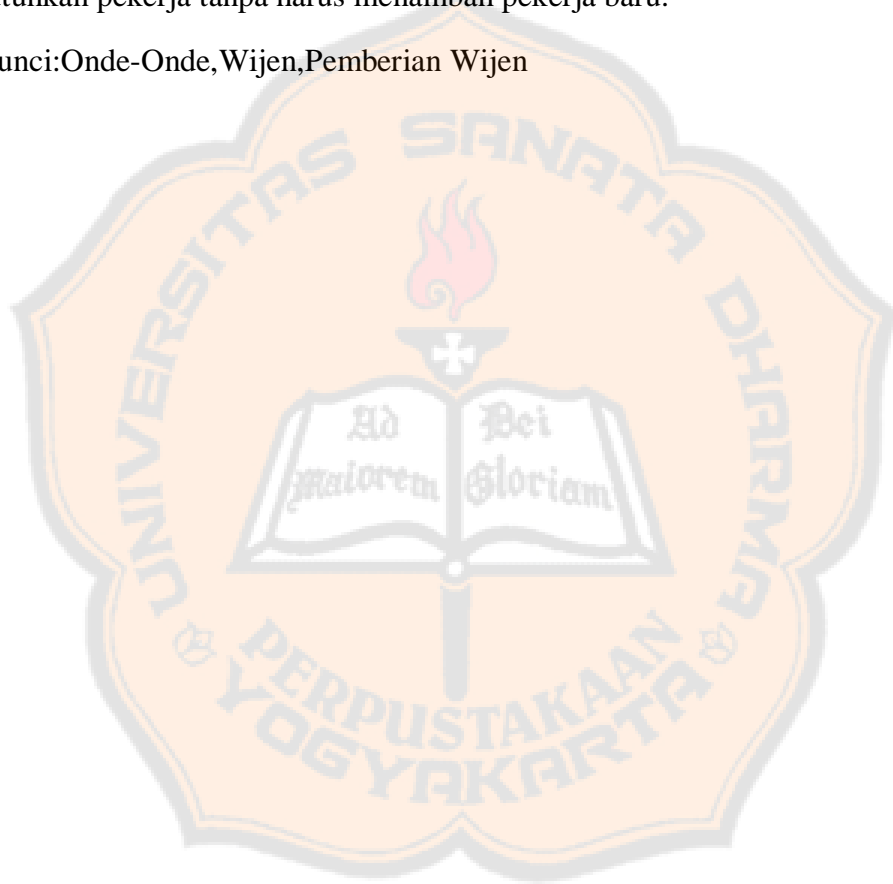 pekerja tanpa harus menambah pekerja baru.
unci:Onde-Onde,Wijen,Pemberian Wijen
UNIVERSITAS SANATA DHARMA
Ad Dei
Maiorem Gloriam
PERPUSTAKAAN
YOGYAKARTA